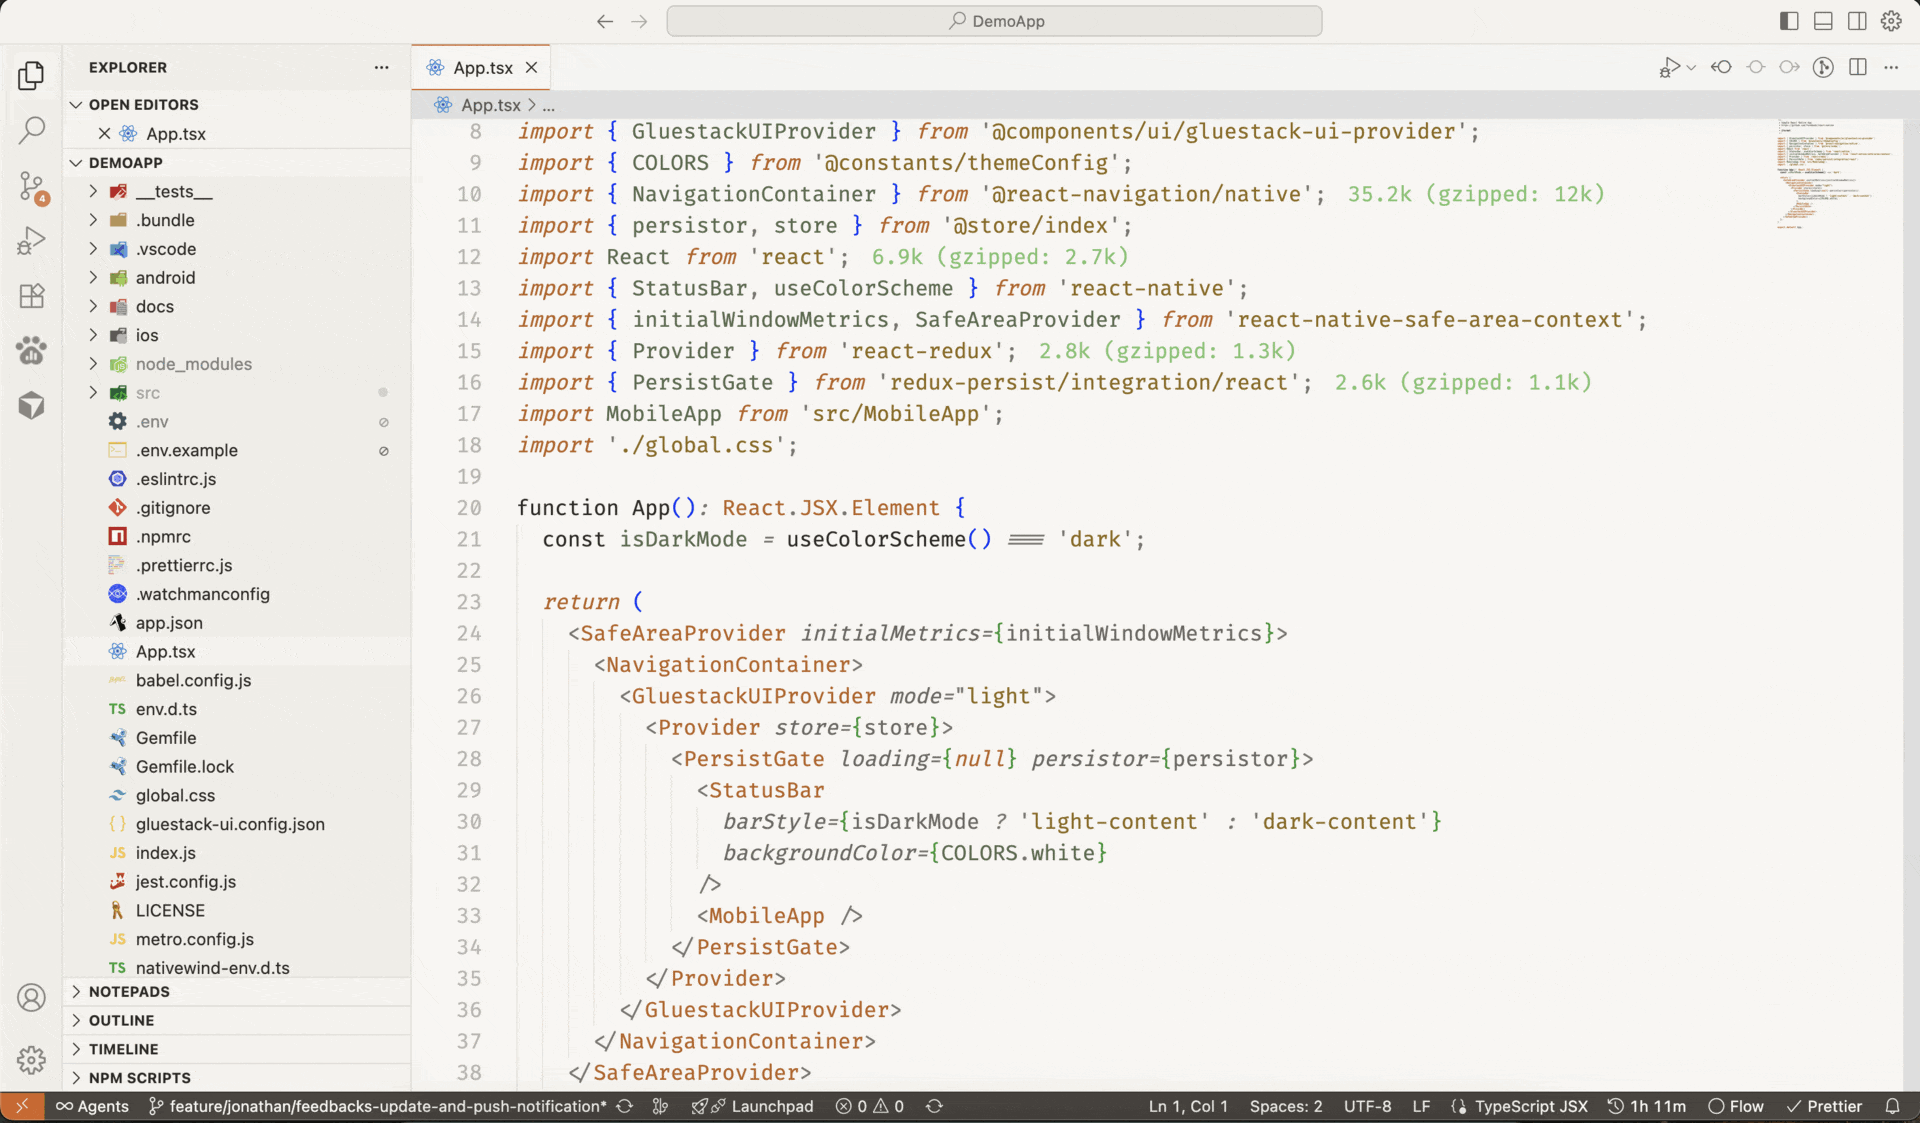 DemoApp
EXPLORER
OPEN EDITORS
App.tsx
DEMOAPP
__tests__
.bundle
.vscode
android
docs
ios
node_modules
src
.env
.env.example
.eslintrc.js
.gitignore
.npmrc
.prettierrc.js
.watchmanconfig
app.json
App.tsx
babel.config.js
TS env.d.ts
Gemfile
Gemfile.lock
global.css
{} gluestack-ui.config.json
JS index.js
jest.config.js
LICENSE
JS metro.config.js
TS nativewind-env.d.ts
NOTEPADS
OUTLINE
TIMELINE
NPM SCRIPTS
4
App.tsx
App.tsx > ...
8 import { GluestackUIProvider } from '@components/ui/gluestack-ui-provider';
9 import { COLORS } from '@constants/themeConfig';
10 import { NavigationContainer } from '@react-navigation/native'; 35.2k (gzipped: 12k)
11 import { persistor, store } from '@store/index';
12 import React from 'react'; 6.9k (gzipped: 2.7k)
13 import { StatusBar, useColorScheme } from 'react-native';
14 import { initialWindowMetrics, SafeAreaProvider } from 'react-native-safe-area-context';
15 import { Provider } from 'react-redux'; 2.8k (gzipped: 1.3k)
16 import { PersistGate } from 'redux-persist/integration/react'; 2.6k (gzipped: 1.1k)
17 import MobileApp from 'src/MobileApp';
18 import './global.css';
19
20 function App(): React.JSX.Element {
21 const isDarkMode = useColorScheme() === 'dark';
22
23 return (
24 <SafeAreaProvider initialMetrics={initialWindowMetrics}>
25 <NavigationContainer>
26 <GluestackUIProvider mode="light">
27 <Provider store={store}>
28 <PersistGate loading={null} persistor={persistor}>
29 <StatusBar
30 barStyle={isDarkMode ? 'light-content' : 'dark-content'}
31 backgroundColor={COLORS.white}
32 />
33 <MobileApp />
34 </PersistGate>
35 </Provider>
36 </GluestackUIProvider>
37 </NavigationContainer>
38 </SafeAreaProvider>
Agents feature/jonathan/feedbacks-update-and-push-notification* Launchpad 0 0 Ln 1, Col 1 Spaces: 2 UTF-8 LF TypeScript JSX 1h 11m Flow Prettier